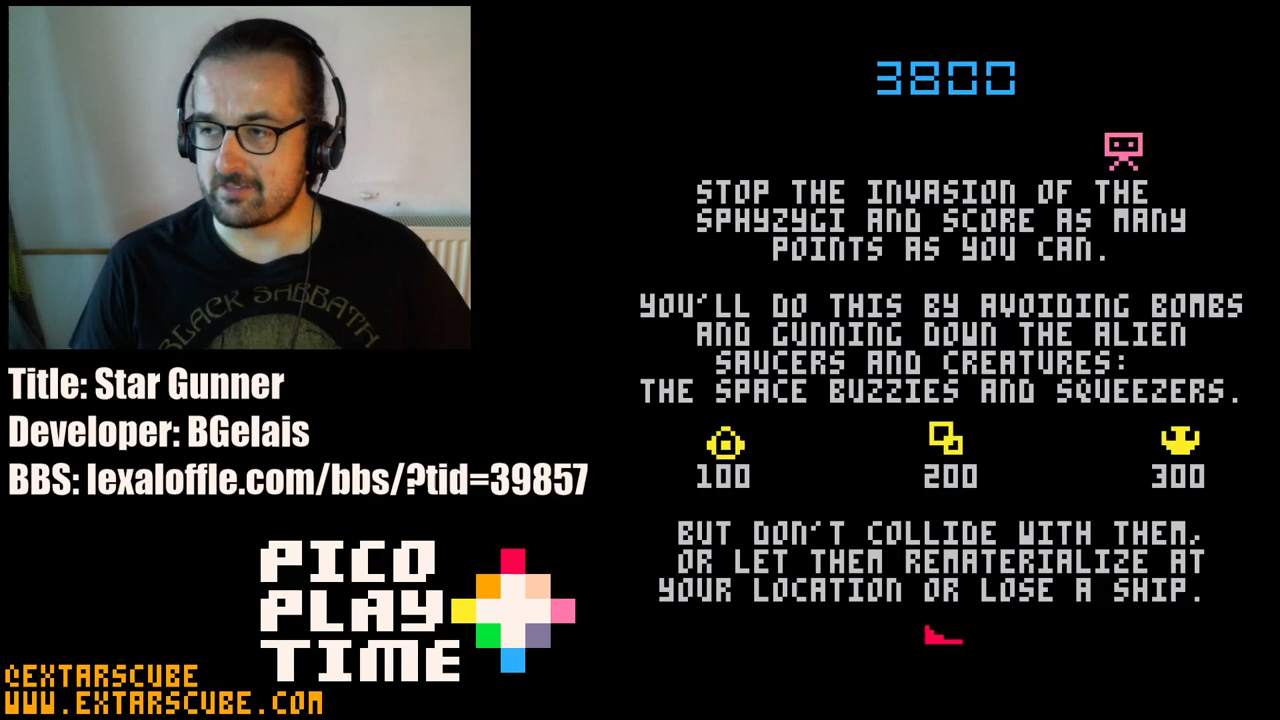 BLACK SABBATH
Title: Star Gunner
Developer: BGelais
BBS: lexaloffle.com/bbs/?tid=39857
PICO
PLAY
TIME
@EXTARSCUBE
WWW.EXTARSCUBE.COM
3800
STOP THE INVASION OF THE
SPHYZYGI AND SCORE AS MANY
POINTS AS YOU CAN.
YOU'LL DO THIS BY AVOIDING BOMBS
AND GUNNING DOWN THE ALIEN
SAUCERS AND CREATURES:
THE SPACE BUZZIES AND SQUEEZERS.
100 200 300
BUT DON'T COLLIDE WITH THEM,
OR LET THEM REMATERIALIZE AT
YOUR LOCATION OR LOSE A SHIP.